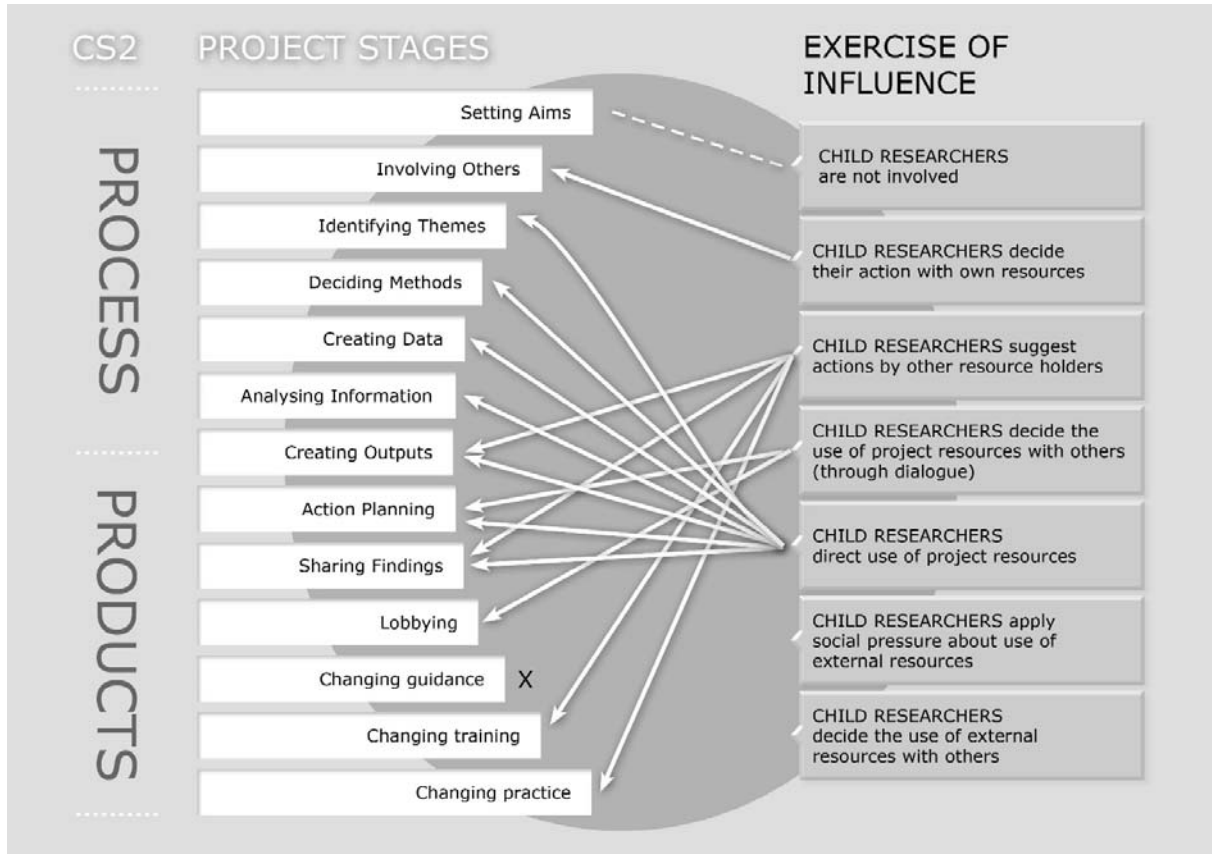 CS2
PROJECT STAGES
EXERCISE OF
INFLUENCE
PROCESS
Setting Aims
Involving Others
Identifying Themes
Deciding Methods
Creating Data
Analysing Information
PRODUCTS
Creating Outputs
Action Planning
Sharing Findings
Lobbying
Changing guidance
X
Changing training
Changing practice
CHILD RESEARCHERS
are not involved
CHILD RESEARCHERS decide
their action with own resources
CHILD RESEARCHERS suggest
actions by other resource holders
CHILD RESEARCHERS decide the
use of project resources with others
(through dialogue)
CHILD RESEARCHERS
direct use of project resources
CHILD RESEARCHERS apply
social pressure about use of
external resources
CHILD RESEARCHERS
decide the use of external
resources with others